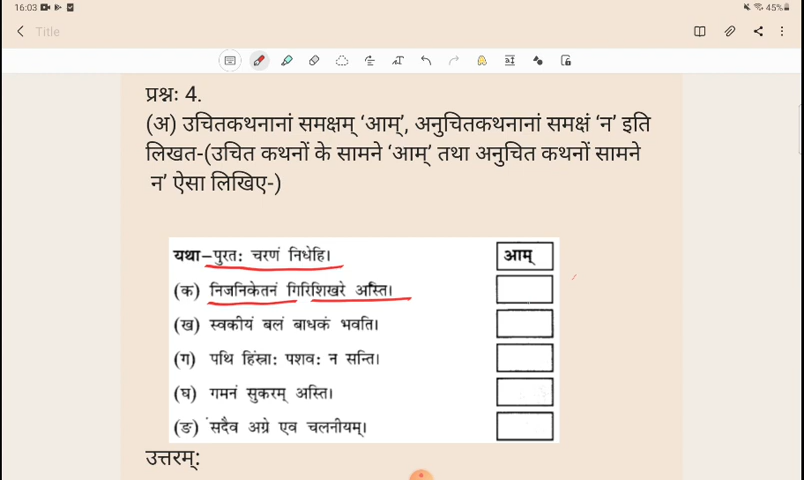 16:03 45%
Title
प्रश्नः 4.
(अ) उचितकथनानां समक्षम् ‘आम्’, अनुचितकथनानां समक्षं ‘न’ इति
लिखत-(उचित कथनों के सामने ‘आम्’ तथा अनुचित कथनों सामने
न’ ऐसा लिखिए-)
यथा–पुरतः चरणं निधेहि। आम्
(क) निजनिकेतनं गिरिशिखरे अस्ति।
(ख) स्वकीयं बलं बाधकं भवति।
(ग) पथि हिंस्राः पशवः न सन्ति।
(घ) गमनं सुकरम् अस्ति।
(ङ) सदैव अग्रे एव चलनीयम्।
उत्तरम्: